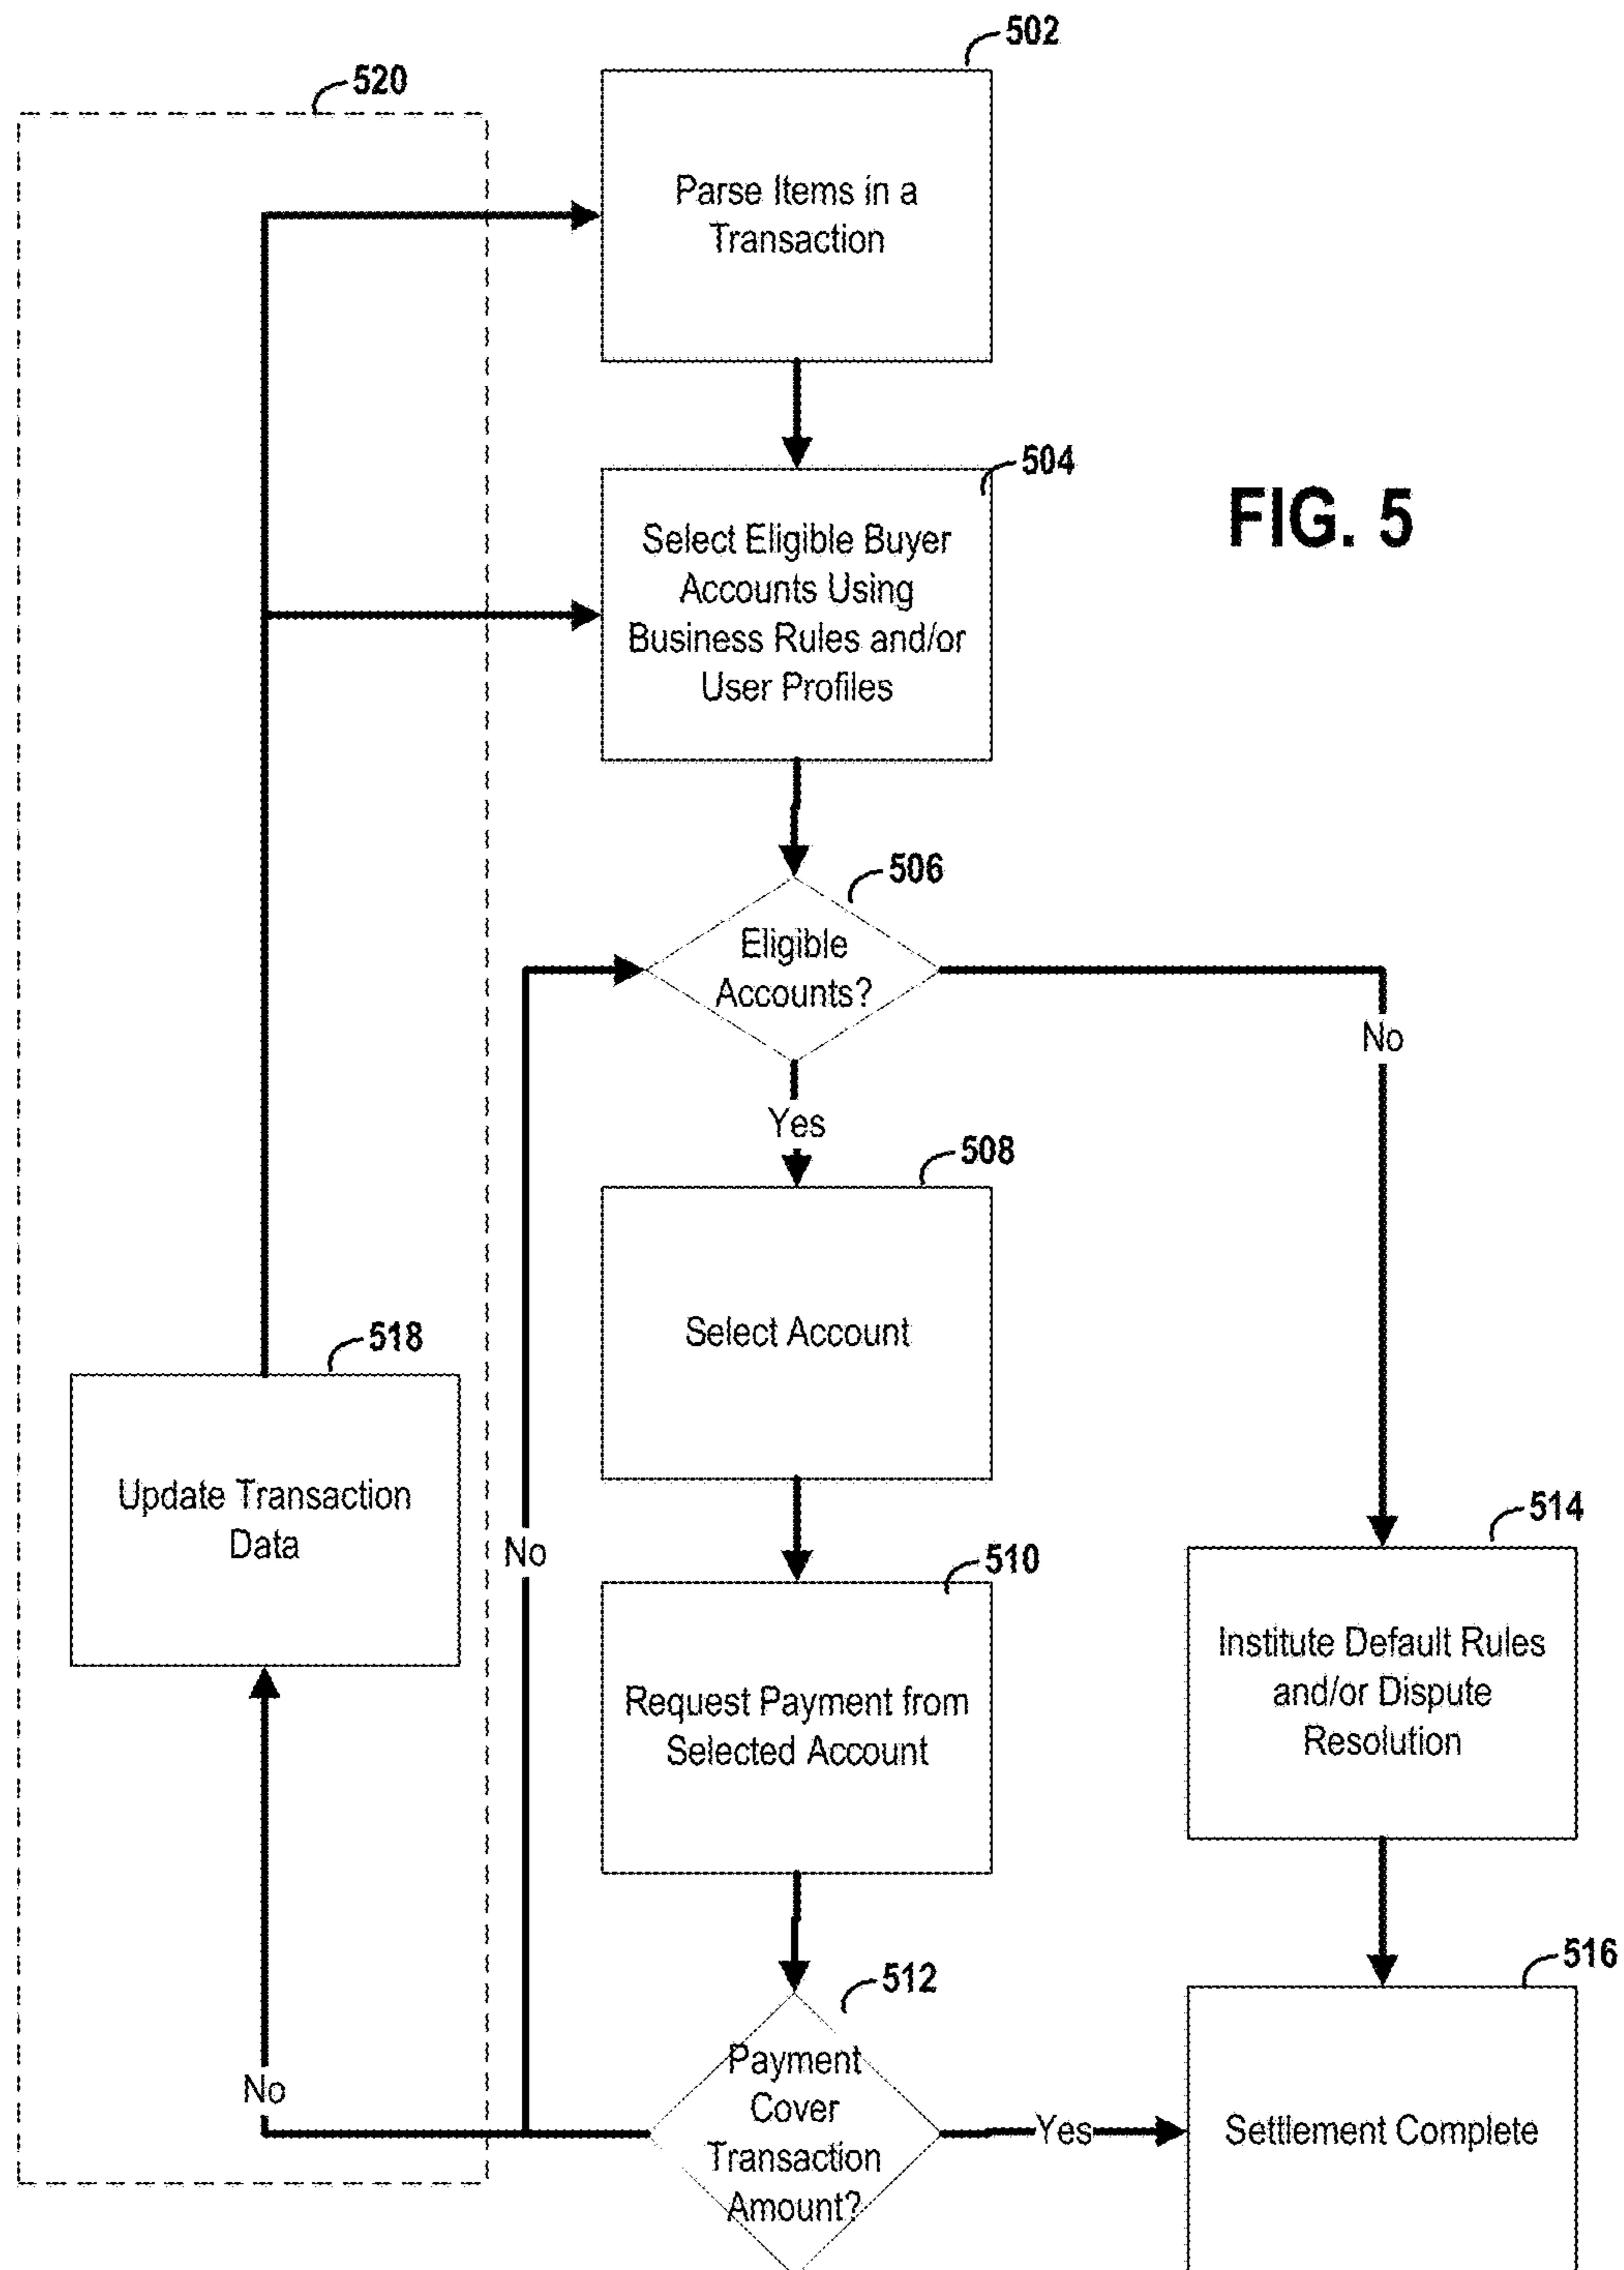 502
520
Parse Items in a
Transaction
504
FIG. 5
Select Eligible Buyer
Accounts Using
Business Rules and/or
User Profiles
506
Eligible
Accounts?
No
Yes
508
Select Account
518
Update Transaction
Data
No
514
510
Institute Default Rules
and/or Dispute
Resolution
Request Payment from
Selected Account
516
512
Payment
Cover
Transaction
Amount?
No
Yes
Settlement Complete